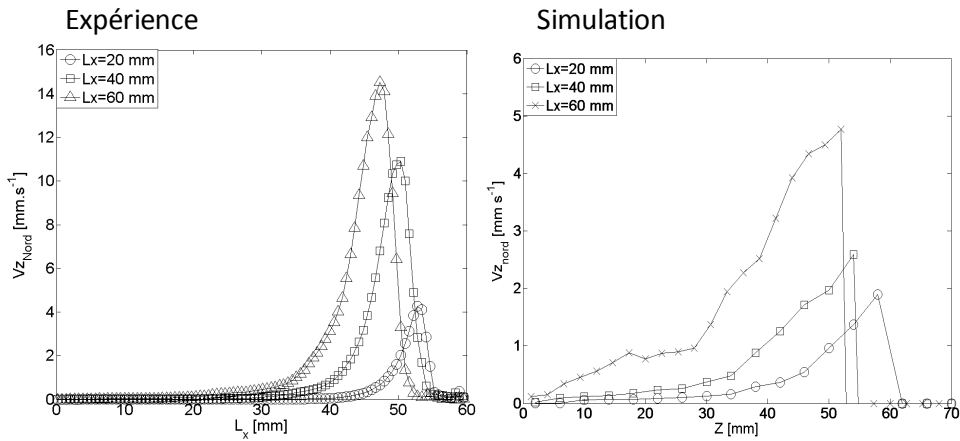 Expérience
Simulation
16
14
12
10
8
6
4
2
0
Vz_Nord [mm.s⁻¹]
Lx=20 mm
Lx=40 mm
Lx=60 mm
0 10 20 30 40 50 60
L_x [mm]
6
5
4
3
2
1
0
Vz_nord [mm s⁻¹]
Lx=20 mm
Lx=40 mm
Lx=60 mm
0 10 20 30 40 50 60 70
Z [mm]